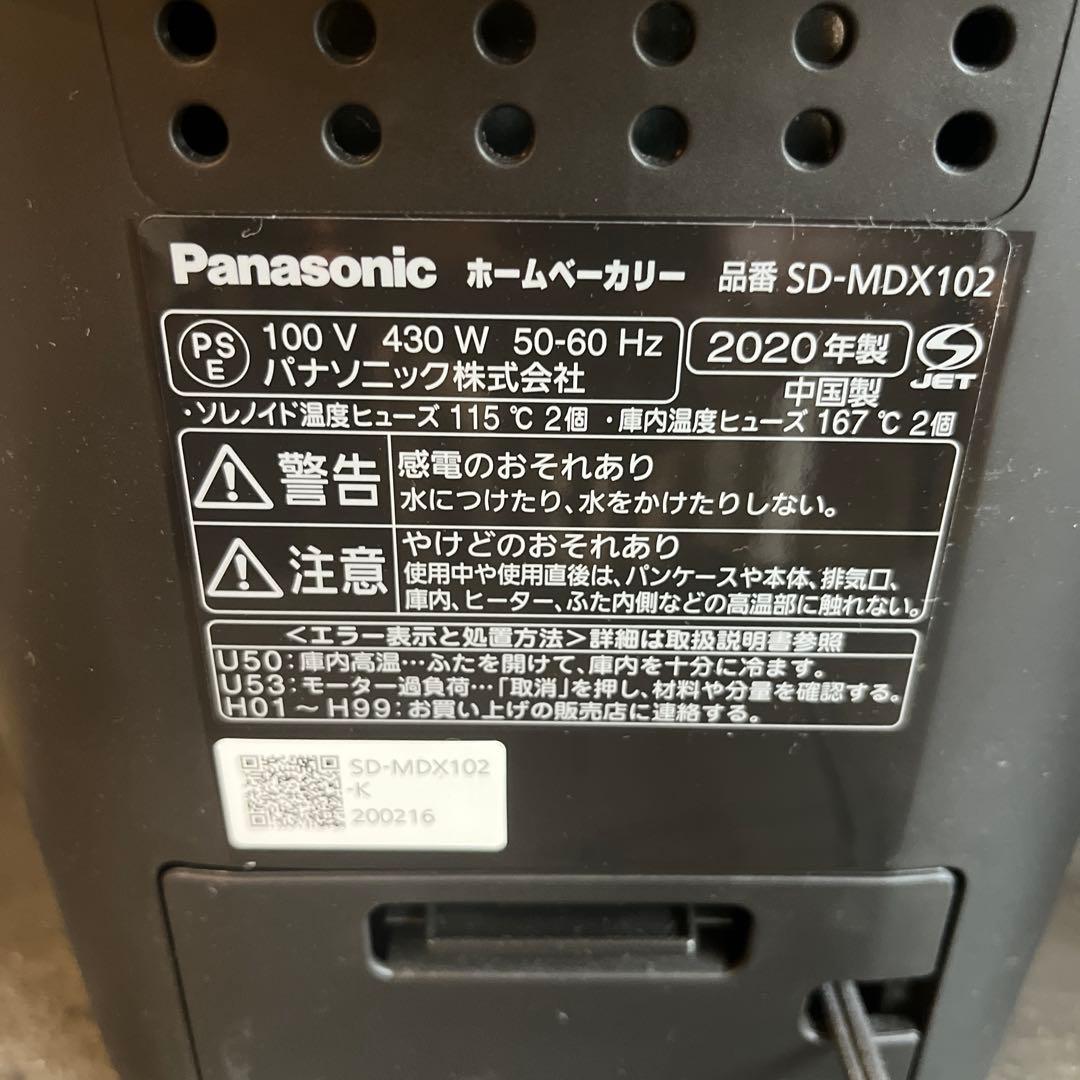 Panasonic ホームベーカリー 品番 SD-MDX102
PS E 100 V 430 W 50-60 Hz 2020年製
パナソニック株式会社 中国製 JET
・ソレノイド温度ヒューズ 115 ℃ 2個 ・庫内温度ヒューズ 167 ℃ 2個
警告 感電のおそれあり
水につけたり、水をかけたりしない。
注意 やけどのおそれあり
使用中や使用直後は、パンケースや本体、排気口、
庫内、ヒーター、ふた内側などの高温部に触れない。
＜エラー表示と処置方法＞詳細は取扱説明書参照
U50：庫内高温…ふたを開けて、庫内を十分に冷ます。
U53：モーター過負荷…「取消」を押し、材料や分量を確認する。
H01～H99：お買い上げの販売店に連絡する。
SD-MDX102
-K
200216